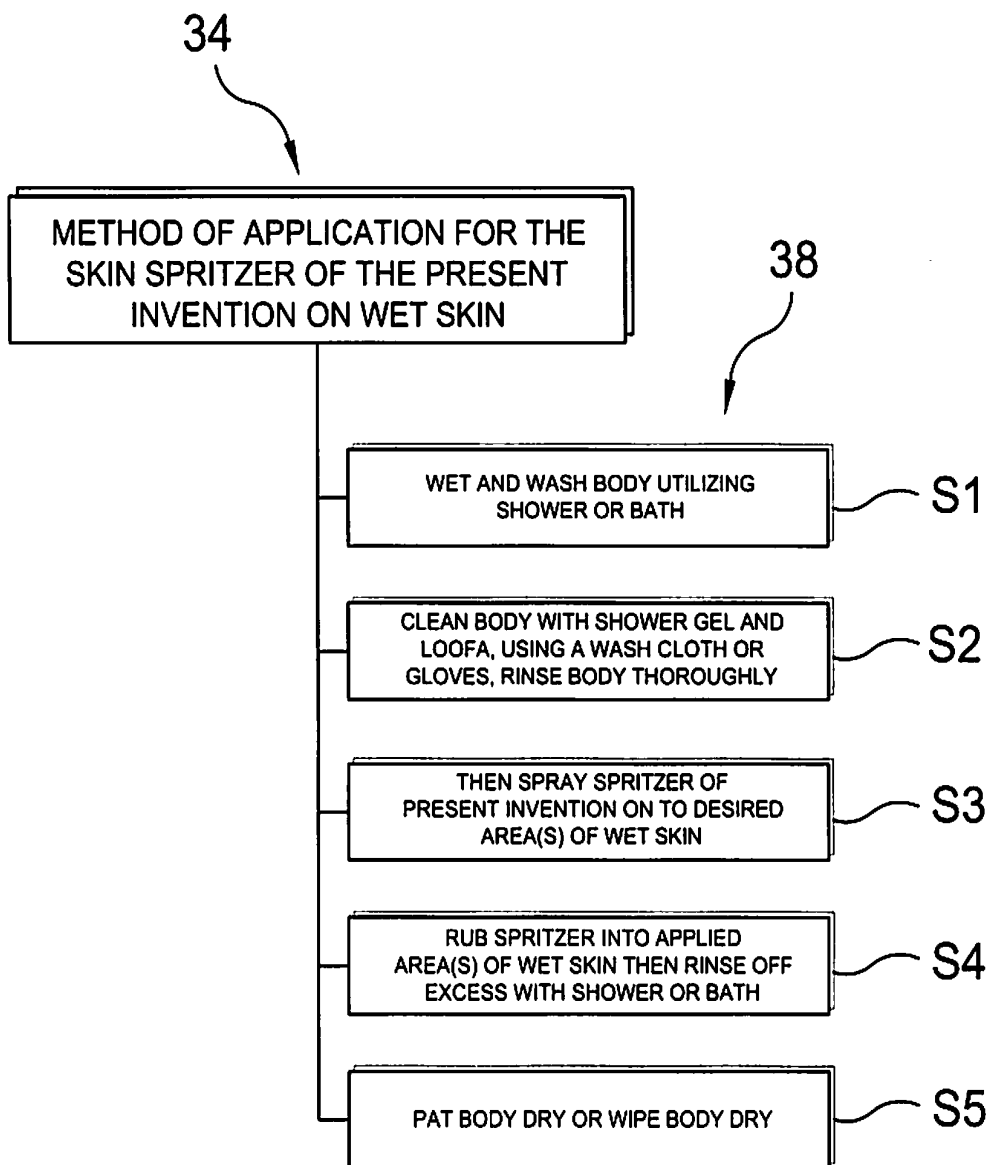 34
METHOD OF APPLICATION FOR THE
SKIN SPRITZER OF THE PRESENT
INVENTION ON WET SKIN
38
WET AND WASH BODY UTILIZING
SHOWER OR BATH
S1
CLEAN BODY WITH SHOWER GEL AND
LOOFA, USING A WASH CLOTH OR
GLOVES, RINSE BODY THOROUGHLY
S2
THEN SPRAY SPRITZER OF
PRESENT INVENTION ON TO DESIRED
AREA(S) OF WET SKIN
S3
RUB SPRITZER INTO APPLIED
AREA(S) OF WET SKIN THEN RINSE OFF
EXCESS WITH SHOWER OR BATH
S4
PAT BODY DRY OR WIPE BODY DRY
S5